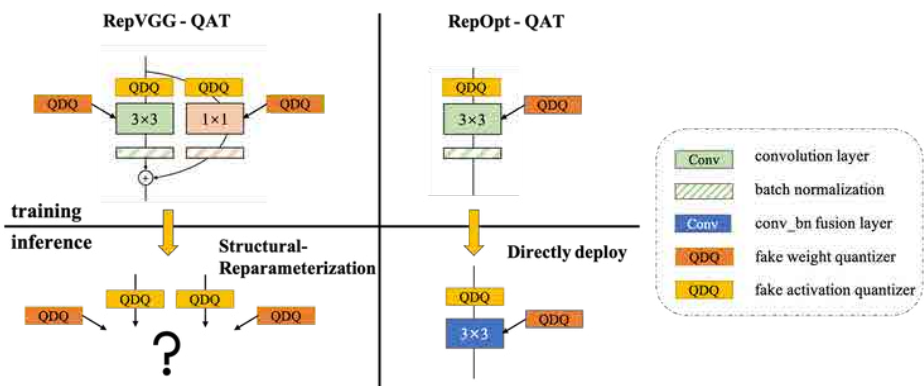 RepVGG - QAT
RepOpt - QAT
QDQ QDQ
QDQ
QDQ QDQ
QDQ
3×3 1×1
3×3
+
training
inference
Structural-
Reparameterization
Directly deploy
QDQ QDQ
QDQ
QDQ QDQ
QDQ
?
3×3
Conv convolution layer
batch normalization
Conv conv_bn fusion layer
QDQ fake weight quantizer
QDQ fake activation quantizer